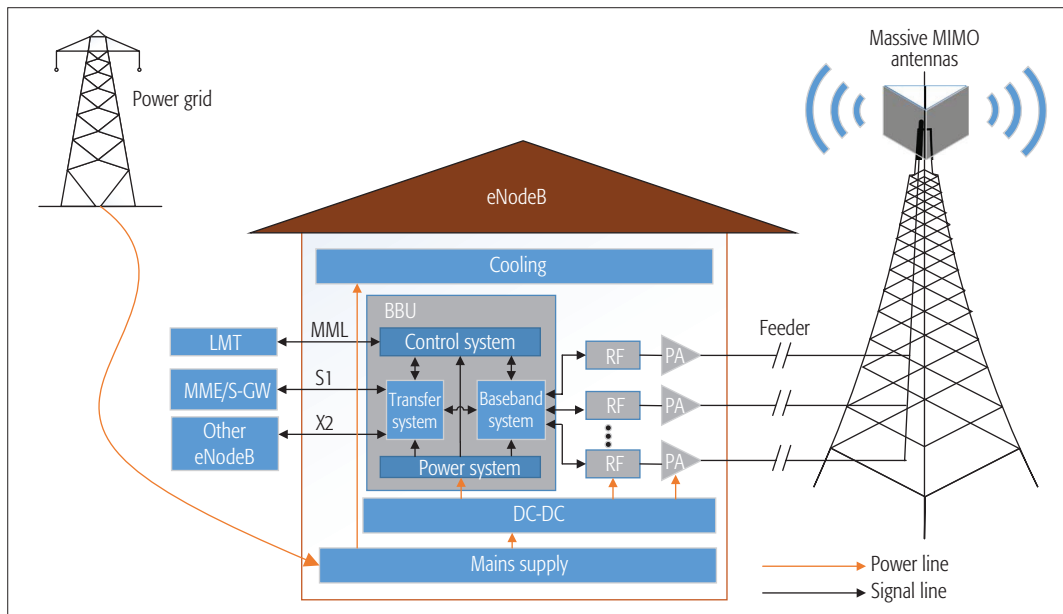 Massive MIMO
antennas
Power grid
eNodeB
Cooling
BBU
LMT
MML
Control system
Feeder
RF
PA
MME/S-GW
S1
Transfer
system
Baseband
system
RF
PA
Other
eNodeB
X2
Power system
RF
PA
DC-DC
Mains supply
Power line
Signal line